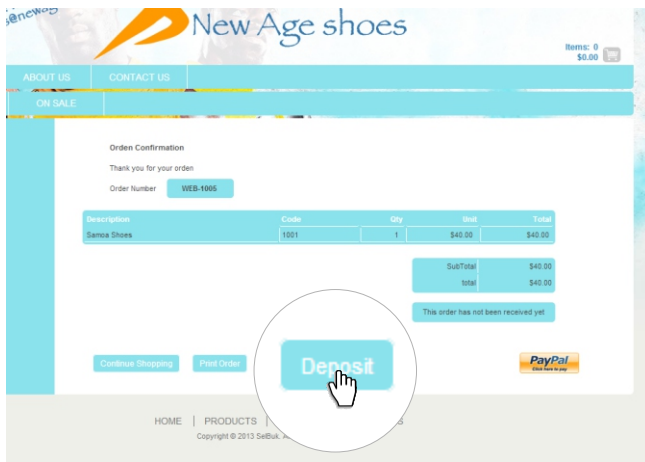 New Age shoes
Items: 0
$0.00
ABOUT US CONTACT US
ON SALE
Orden Confirmation
Thank you for your orden
Order Number WEB-1005
Description Code Qty Unit Total
Samoa Shoes 1001 1 $40.00 $40.00
SubTotal $40.00
total $40.00
This order has not been received yet
Continue Shopping Print Order Deposit PayPal
Click here to pay
HOME | PRODUCTS |
Copyright © 2013 SelBuk.